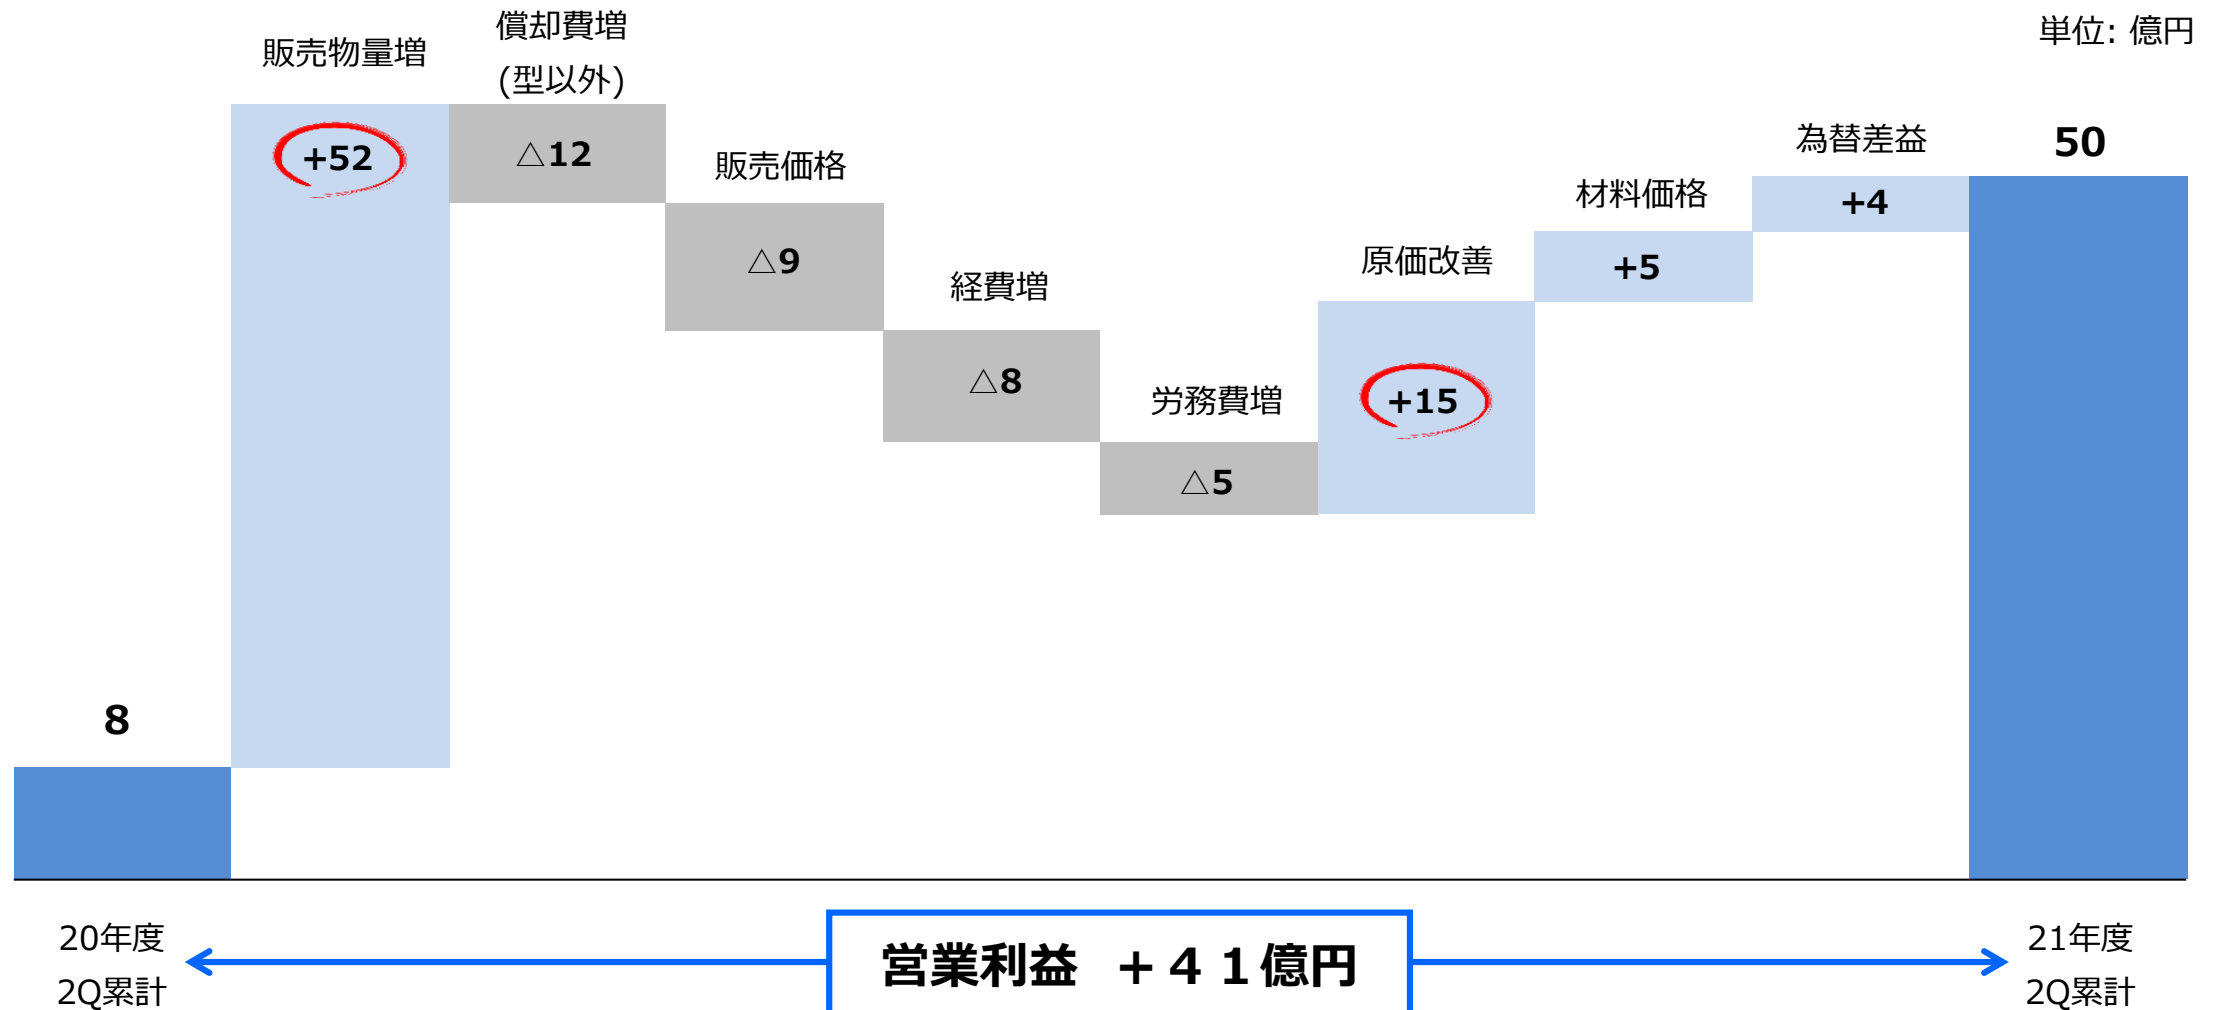 単位: 億円
販売物量増
+52
償却費増
(型以外)
△12
販売価格
△9
経費増
△8
労務費増
△5
原価改善
+15
材料価格
+5
為替差益
+4
50
8
20年度
2Q累計
営業利益 +41億円
21年度
2Q累計